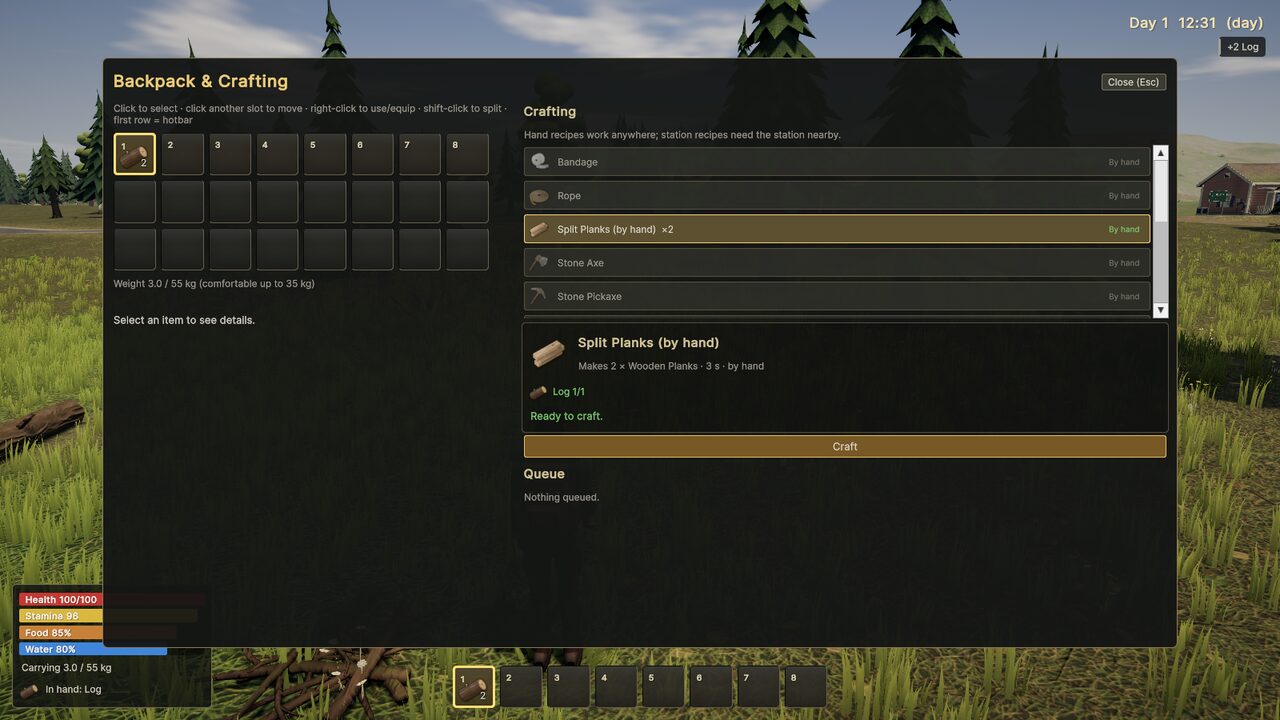 Day 1 12:31 (day)
+2 Log
Backpack & Crafting
Close (Esc)
Click to select · click another slot to move · right-click to use/equip · shift-click to split ·
first row = hotbar
1 2 2 3 4 5 6 7 8
Weight 3.0 / 55 kg (comfortable up to 35 kg)
Select an item to see details.
Crafting
Hand recipes work anywhere; station recipes need the station nearby.
Bandage By hand
Rope By hand
Split Planks (by hand) ×2 By hand
Stone Axe By hand
Stone Pickaxe By hand
Split Planks (by hand)
Makes 2 × Wooden Planks · 3 s · by hand
Log 1/1
Ready to craft.
Craft
Queue
Nothing queued.
Health 100/100
Stamina 96
Food 85%
Water 80%
Carrying 3.0 / 55 kg
In hand: Log
1 2 2 3 4 5 6 7 8